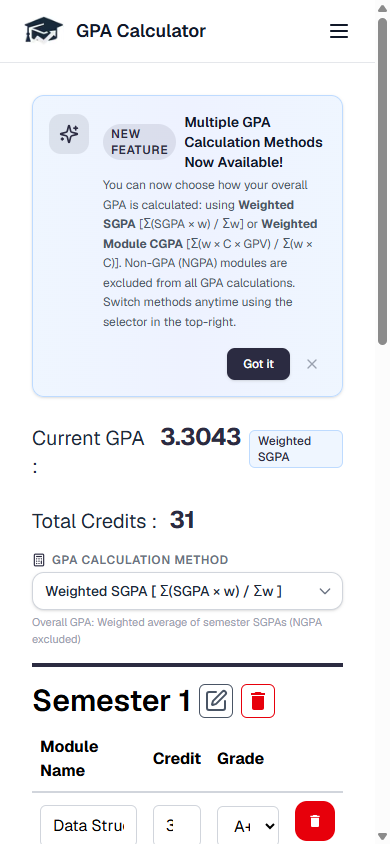 GPA Calculator
NEW
FEATURE
Multiple GPA
Calculation Methods
Now Available!
You can now choose how your overall
GPA is calculated: using Weighted
SGPA [Σ(SGPA × w) / Σw] or Weighted
Module CGPA [Σ(w × C × GPV) / Σ(w ×
C)]. Non-GPA (NGPA) modules are
excluded from all GPA calculations.
Switch methods anytime using the
selector in the top-right.
Got it
Current GPA
:
3.3043
Weighted
SGPA
Total Credits : 31
GPA CALCULATION METHOD
Weighted SGPA [ Σ(SGPA × w) / Σw ]
Overall GPA: Weighted average of semester SGPAs (NGPA
excluded)
Semester 1
Module
Name
Credit
Grade
Data Stru
3
A+